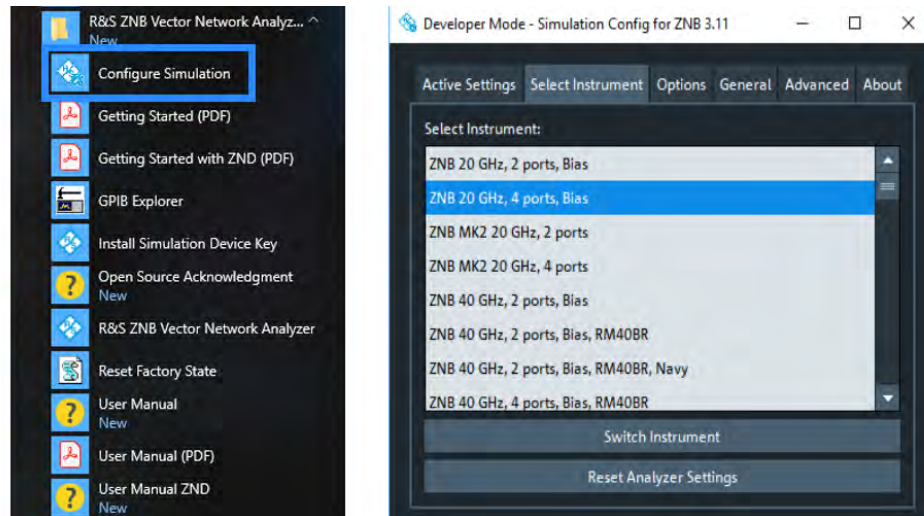 R&S ZNB Vector Network Analyz...
New
Configure Simulation
Getting Started (PDF)
Getting Started with ZND (PDF)
GPIB Explorer
Install Simulation Device Key
Open Source Acknowledgment
New
R&S ZNB Vector Network Analyzer
Reset Factory State
User Manual
New
User Manual (PDF)
User Manual ZND
New
Developer Mode - Simulation Config for ZNB 3.11
Active Settings Select Instrument Options General Advanced About
Select Instrument:
ZNB 20 GHz, 2 ports, Bias
ZNB 20 GHz, 4 ports, Bias
ZNB MK2 20 GHz, 2 ports
ZNB MK2 20 GHz, 4 ports
ZNB 40 GHz, 2 ports, Bias
ZNB 40 GHz, 2 ports, Bias, RM40BR
ZNB 40 GHz, 2 ports, Bias, RM40BR, Navy
ZNB 40 GHz, 4 ports, Bias, RM40BR
Switch Instrument
Reset Analyzer Settings